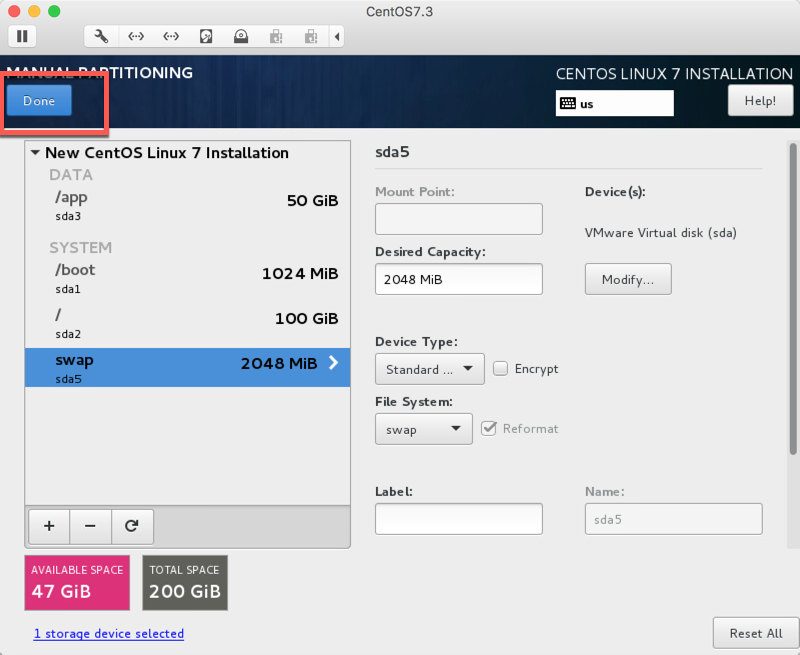 CentOS7.3
MANUAL PARTITIONING
CENTOS LINUX 7 INSTALLATION
Done
us
Help!
New CentOS Linux 7 Installation
DATA
/app
50 GiB
sda3
SYSTEM
/boot
1024 MiB
sda1
/
100 GiB
sda2
swap
2048 MiB
sda5
sda5
Mount Point:
Device(s):
VMware Virtual disk (sda)
Desired Capacity:
2048 MiB
Modify...
Device Type:
Standard ...
Encrypt
File System:
swap
Reformat
Label:
Name:
sda5
AVAILABLE SPACE
47 GiB
TOTAL SPACE
200 GiB
1 storage device selected
Reset All